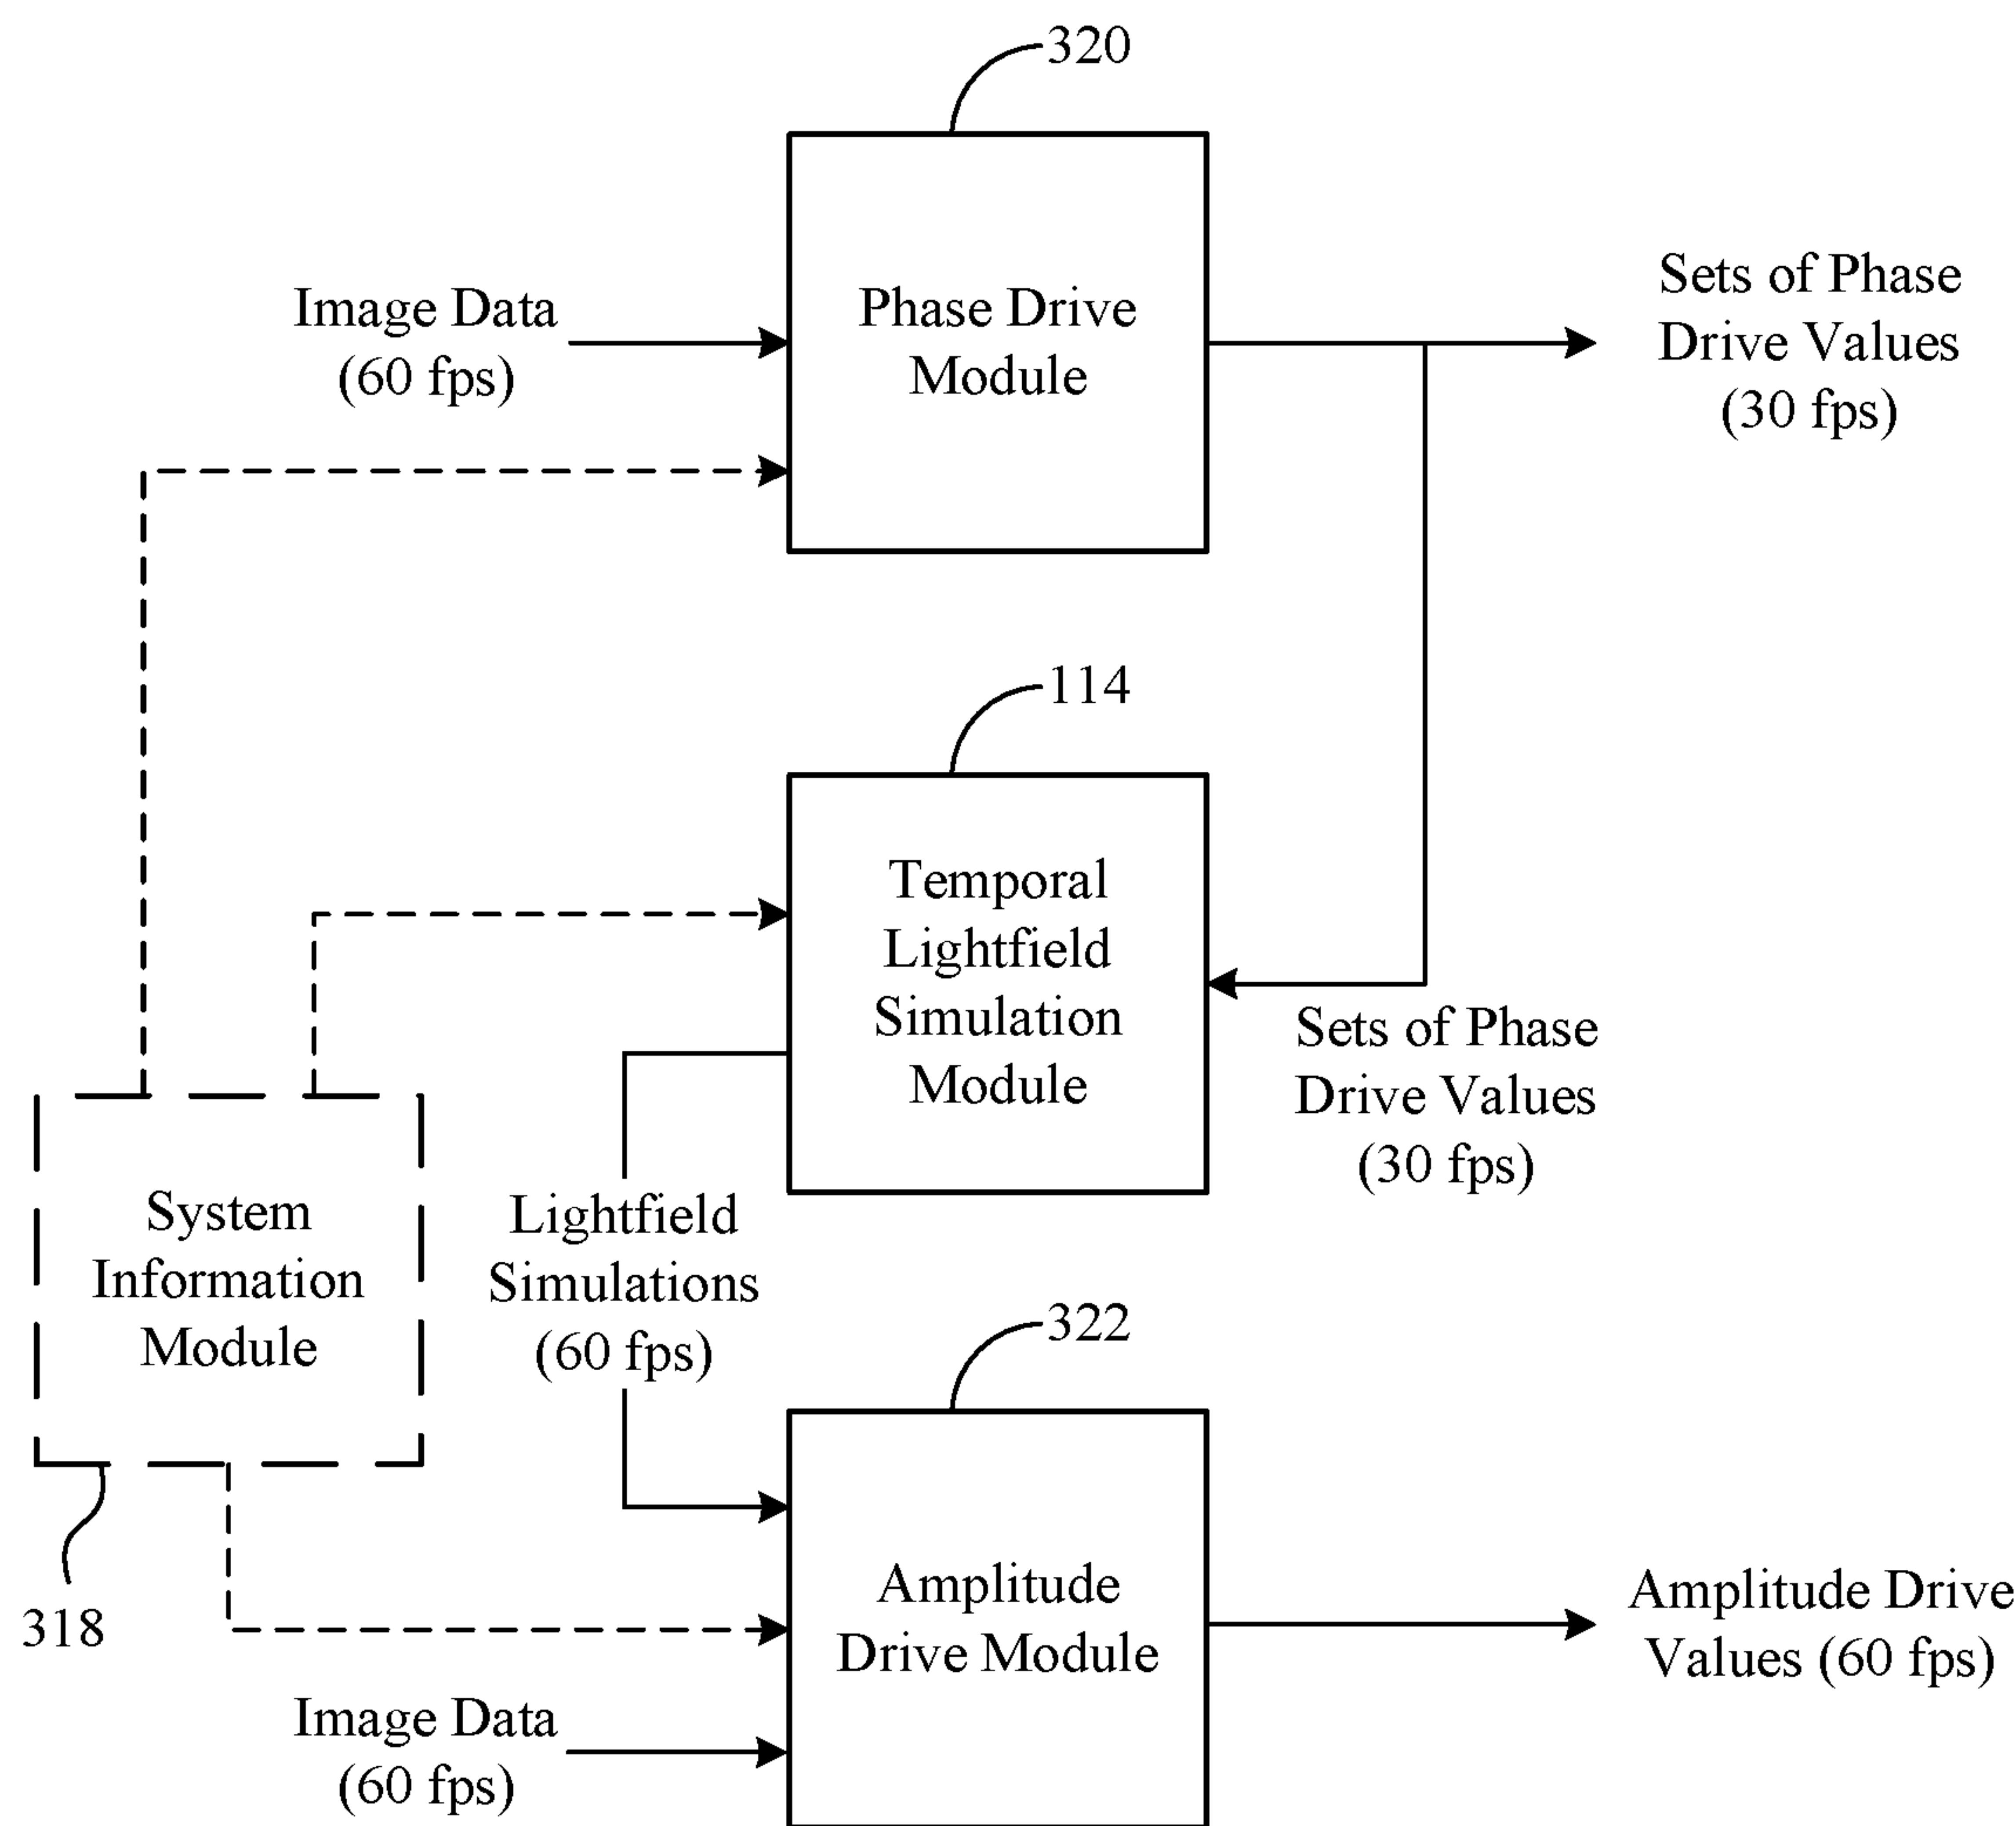 320
Image Data
(60 fps)
Phase Drive
Module
Sets of Phase
Drive Values
(30 fps)
114
Temporal
Lightfield
Simulation
Module
Sets of Phase
Drive Values
(30 fps)
System
Information
Module
318
Lightfield
Simulations
(60 fps)
322
Amplitude
Drive Module
Image Data
(60 fps)
Amplitude Drive
Values (60 fps)